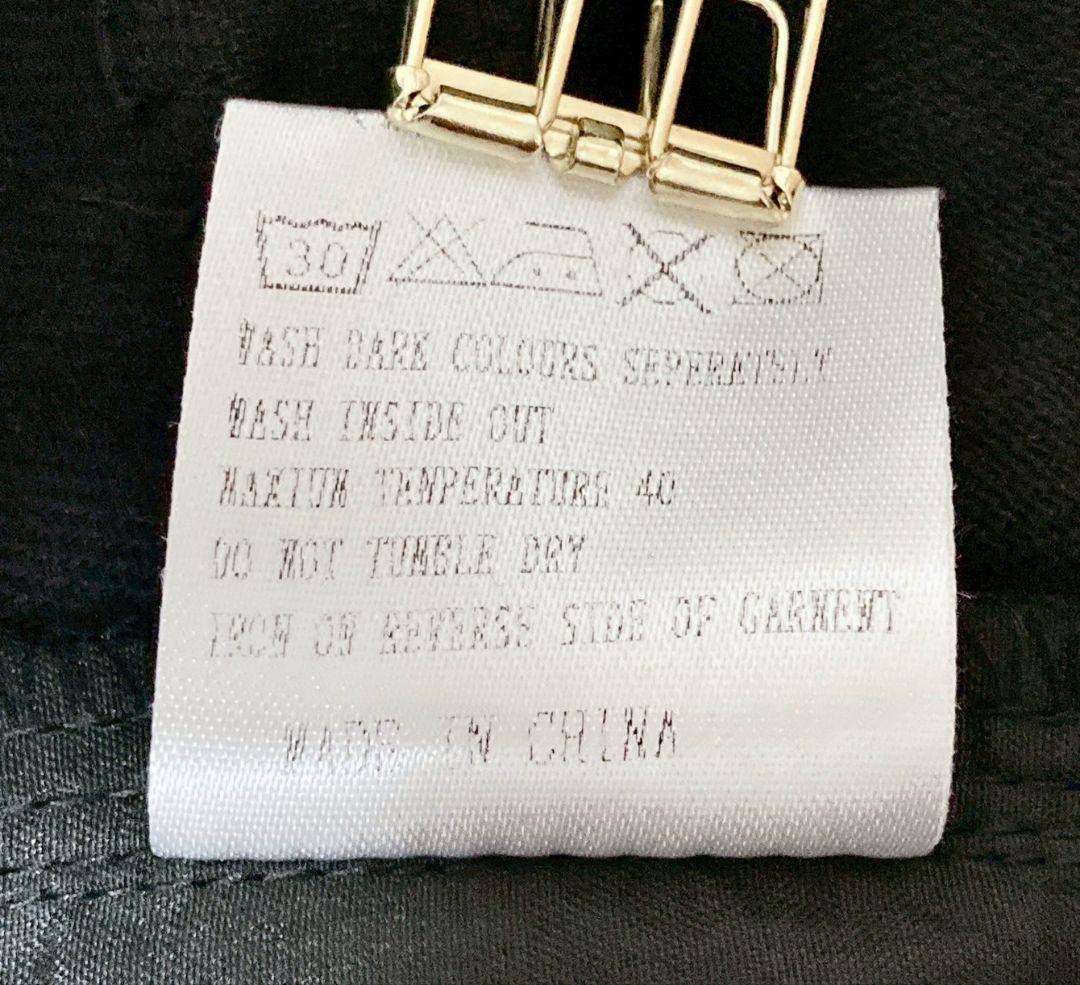 30
WASH DARK COLOURS SEPERATELY
WASH INSIDE OUT
MAXIUM TEMPERATURE 40
DO NOT TUMBLE DRY
IRON ON REVERSE SIDE OF GARMENT
MADE IN CHINA